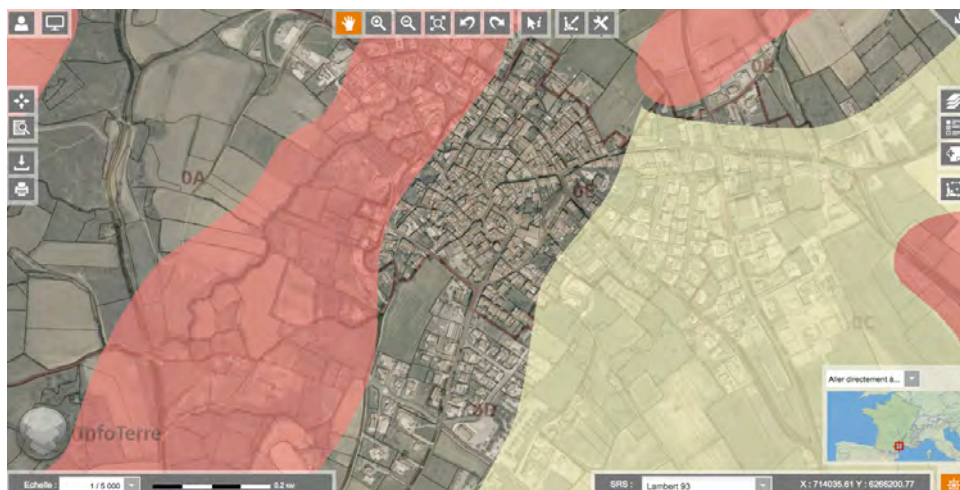 0A
0B
0E
0C
0D
InfoTerre
Aller directement à...
Echelle :
1 / 5 000
0.2 KM
SRS :
Lambert 93
X : 714035.61 Y : 6266200.77